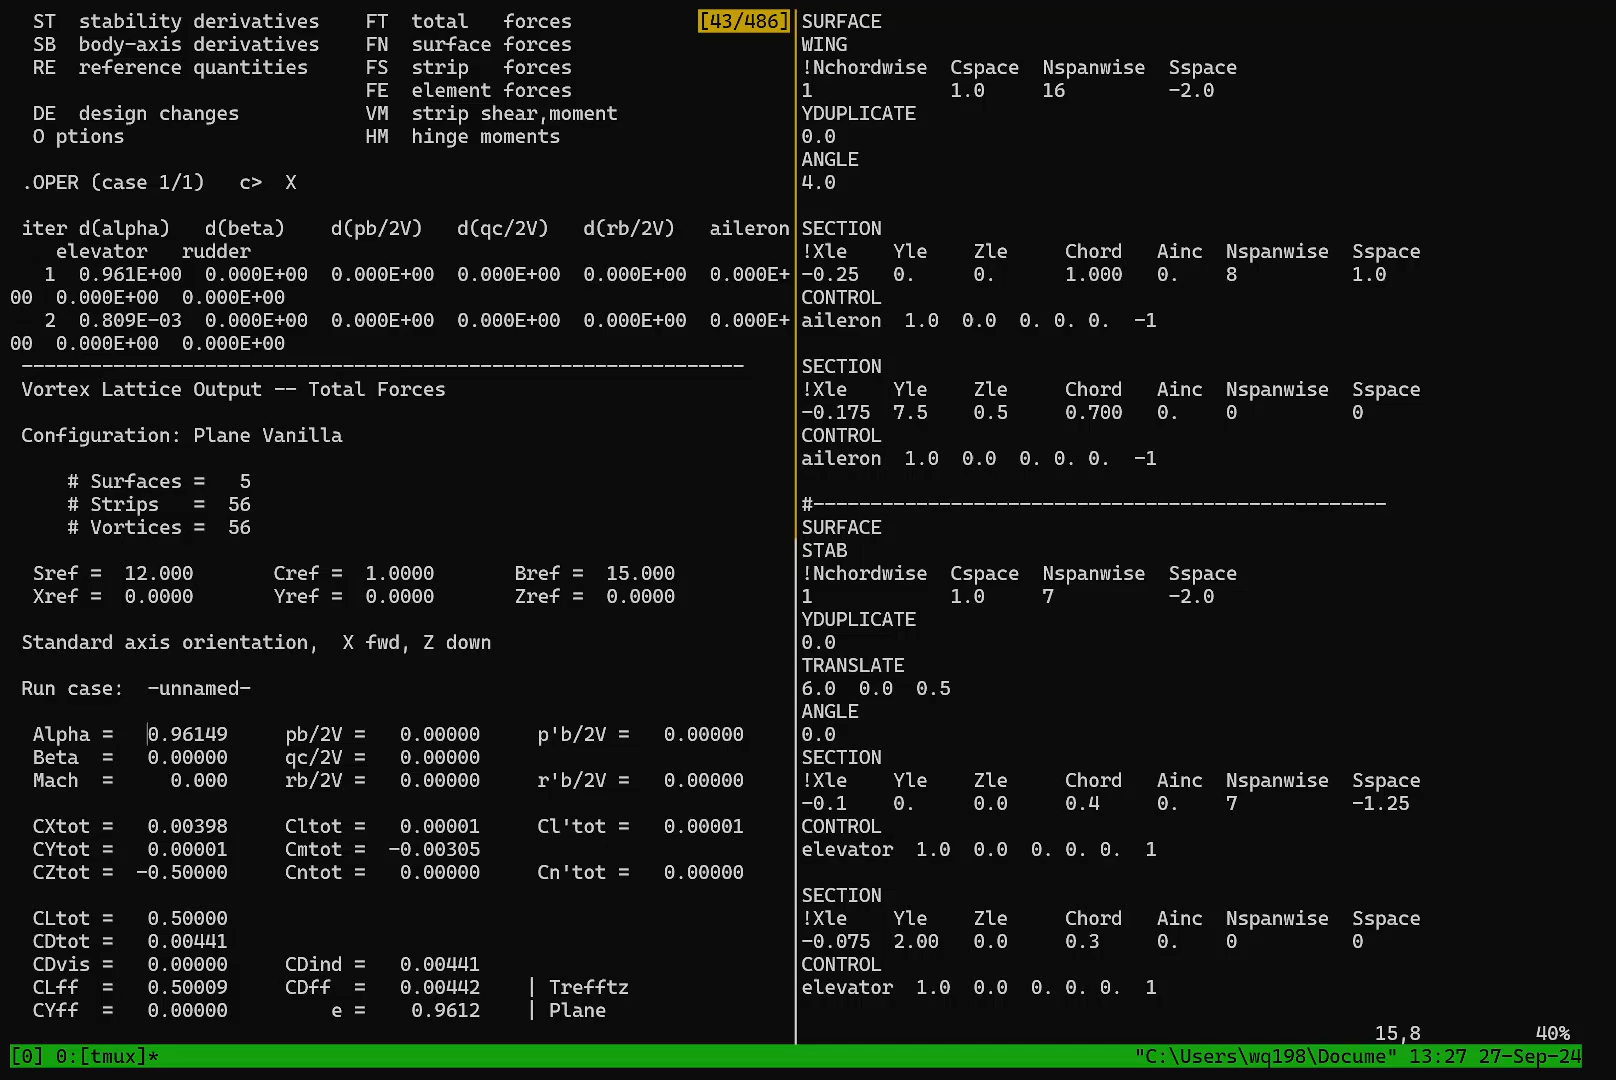 ST  stability derivatives    FT  total   forces
SB  body-axis derivatives    FN  surface forces
RE  reference quantities     FS  strip   forces
FE  element forces
DE  design changes           VM  strip shear,moment
O ptions                     HM  hinge moments
[43/486]
.OPER (case 1/1)   c>  X
iter d(alpha)   d(beta)    d(pb/2V)   d(qc/2V)   d(rb/2V)   aileron
elevator   rudder
1  0.961E+00  0.000E+00  0.000E+00  0.000E+00  0.000E+00  0.000E+
00  0.000E+00  0.000E+00
2  0.809E-03  0.000E+00  0.000E+00  0.000E+00  0.000E+00  0.000E+
00  0.000E+00  0.000E+00
---------------------------------------------------------------
Vortex Lattice Output -- Total Forces
Configuration: Plane Vanilla
# Surfaces =   5
# Strips   =  56
# Vortices =  56
Sref =  12.000       Cref =  1.0000       Bref =  15.000
Xref =  0.0000       Yref =  0.0000       Zref =  0.0000
Standard axis orientation,  X fwd, Z down
Run case:  -unnamed-
Alpha =   0.96149     pb/2V =   0.00000     p'b/2V =   0.00000
Beta  =   0.00000     qc/2V =   0.00000
Mach  =     0.000     rb/2V =   0.00000     r'b/2V =   0.00000
CXtot =   0.00398     Cltot =   0.00001     Cl'tot =   0.00001
CYtot =   0.00001     Cmtot =  -0.00305
CZtot =  -0.50000     Cntot =   0.00000     Cn'tot =   0.00000
CLtot =   0.50000
CDtot =   0.00441
CDvis =   0.00000     CDind =   0.00441
CLff  =   0.50009     CDff  =   0.00442    | Trefftz
CYff  =   0.00000         e =    0.9612    | Plane
SURFACE
WING
!Nchordwise  Cspace  Nspanwise  Sspace
1            1.0     16         -2.0
YDUPLICATE
0.0
ANGLE
4.0
SECTION
!Xle    Yle    Zle     Chord   Ainc  Nspanwise  Sspace
-0.25   0.     0.      1.000   0.    8          1.0
CONTROL
aileron  1.0  0.0  0. 0. 0.  -1
SECTION
!Xle    Yle    Zle     Chord   Ainc  Nspanwise  Sspace
-0.175  7.5    0.5     0.700   0.    0          0
CONTROL
aileron  1.0  0.0  0. 0. 0.  -1
#--------------------------------------------------
SURFACE
STAB
!Nchordwise  Cspace  Nspanwise  Sspace
1            1.0     7          -2.0
YDUPLICATE
0.0
TRANSLATE
6.0  0.0  0.5
ANGLE
0.0
SECTION
!Xle    Yle    Zle     Chord   Ainc  Nspanwise  Sspace
-0.1    0.     0.0     0.4     0.    7          -1.25
CONTROL
elevator  1.0  0.0  0. 0. 0.  1
SECTION
!Xle    Yle    Zle     Chord   Ainc  Nspanwise  Sspace
-0.075  2.00   0.0     0.3     0.    0          0
CONTROL
elevator  1.0  0.0  0. 0. 0.  1
15,8          40%
[0] 0:[tmux]*
"C:\Users\wq198\Docume" 13:27 27-Sep-24